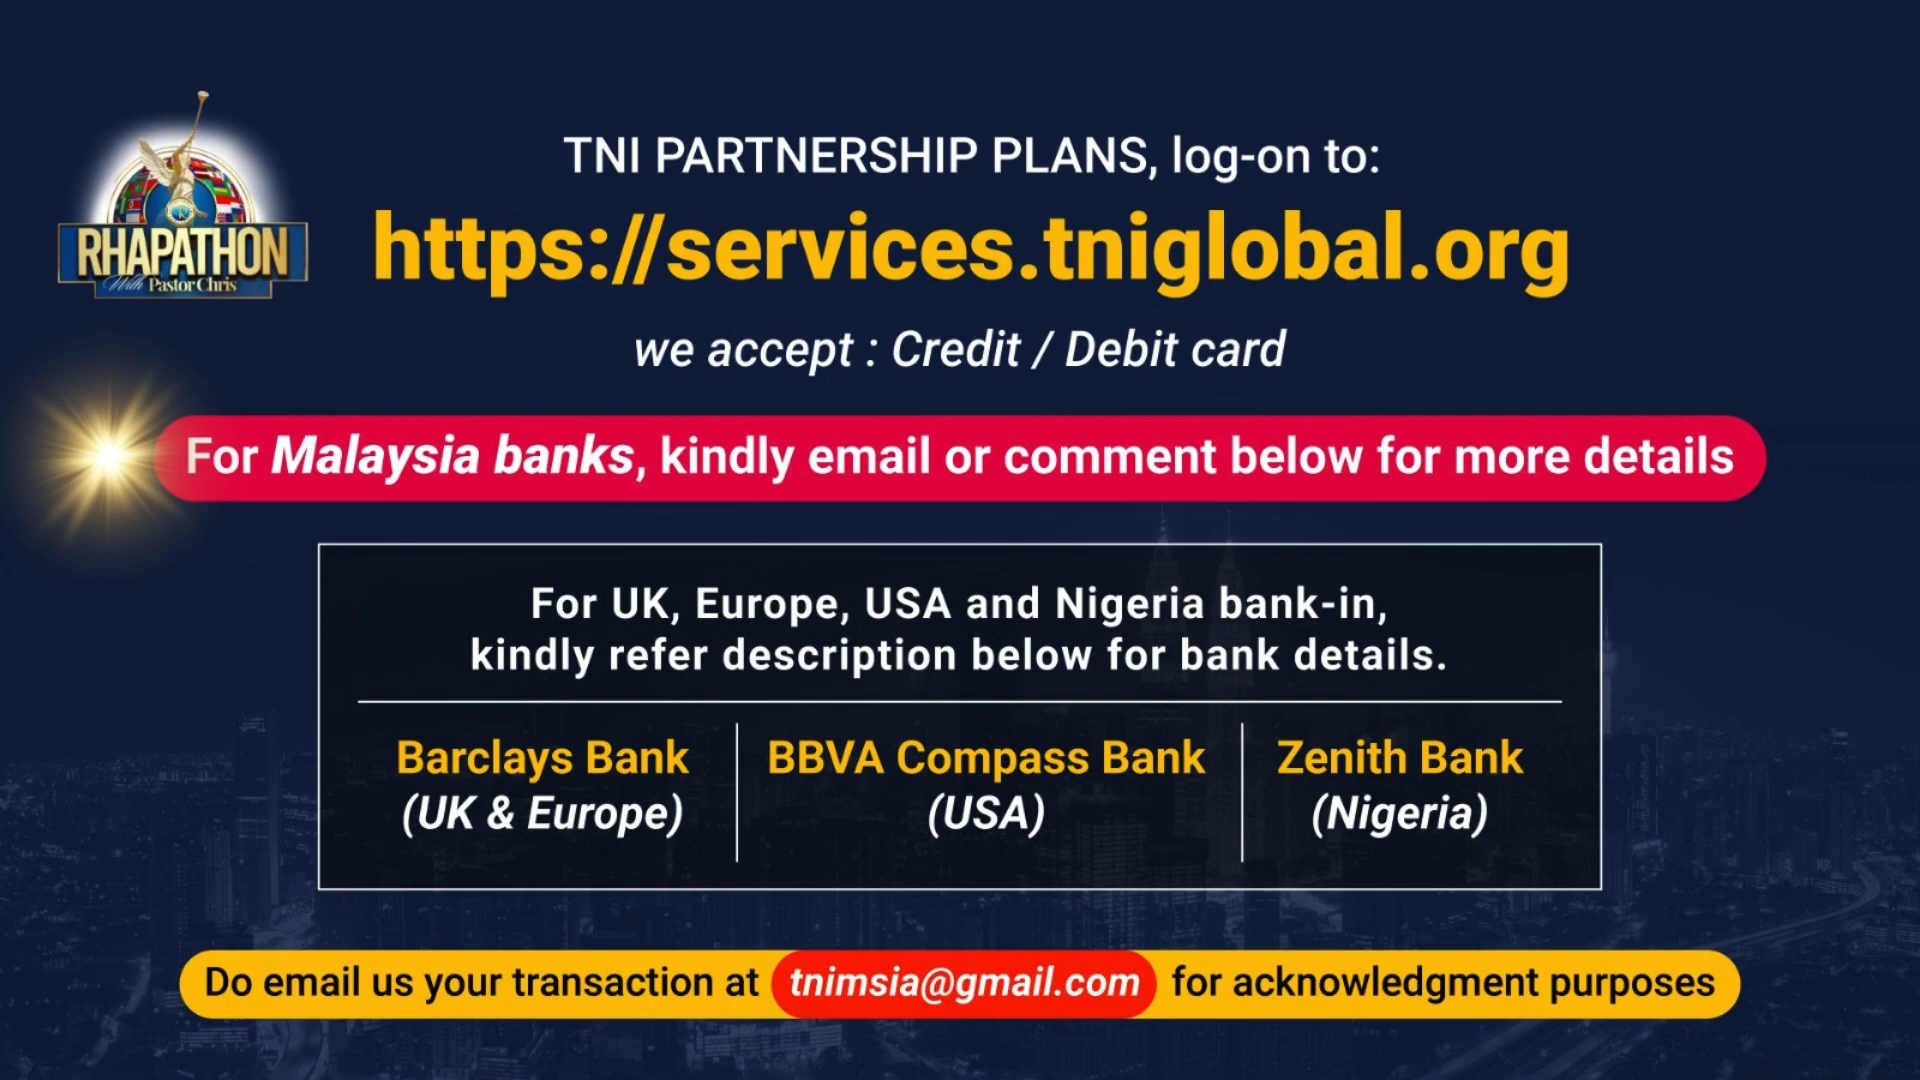 RHAPATHON
With Pastor Chris
TNI PARTNERSHIP PLANS, log-on to:
https://services.tniglobal.org
we accept : Credit / Debit card
For Malaysia banks, kindly email or comment below for more details
For UK, Europe, USA and Nigeria bank-in,
kindly refer description below for bank details.
Barclays Bank
(UK & Europe)
BBVA Compass Bank
(USA)
Zenith Bank
(Nigeria)
Do email us your transaction at tnimsia@gmail.com for acknowledgment purposes